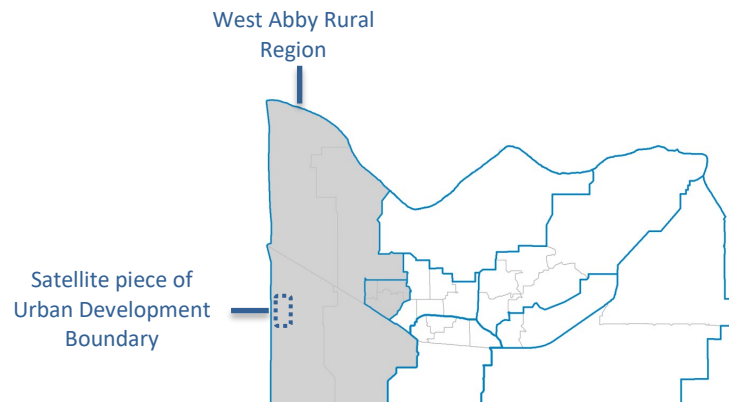 West Abby Rural
Region
Satellite piece of
Urban Development
Boundary